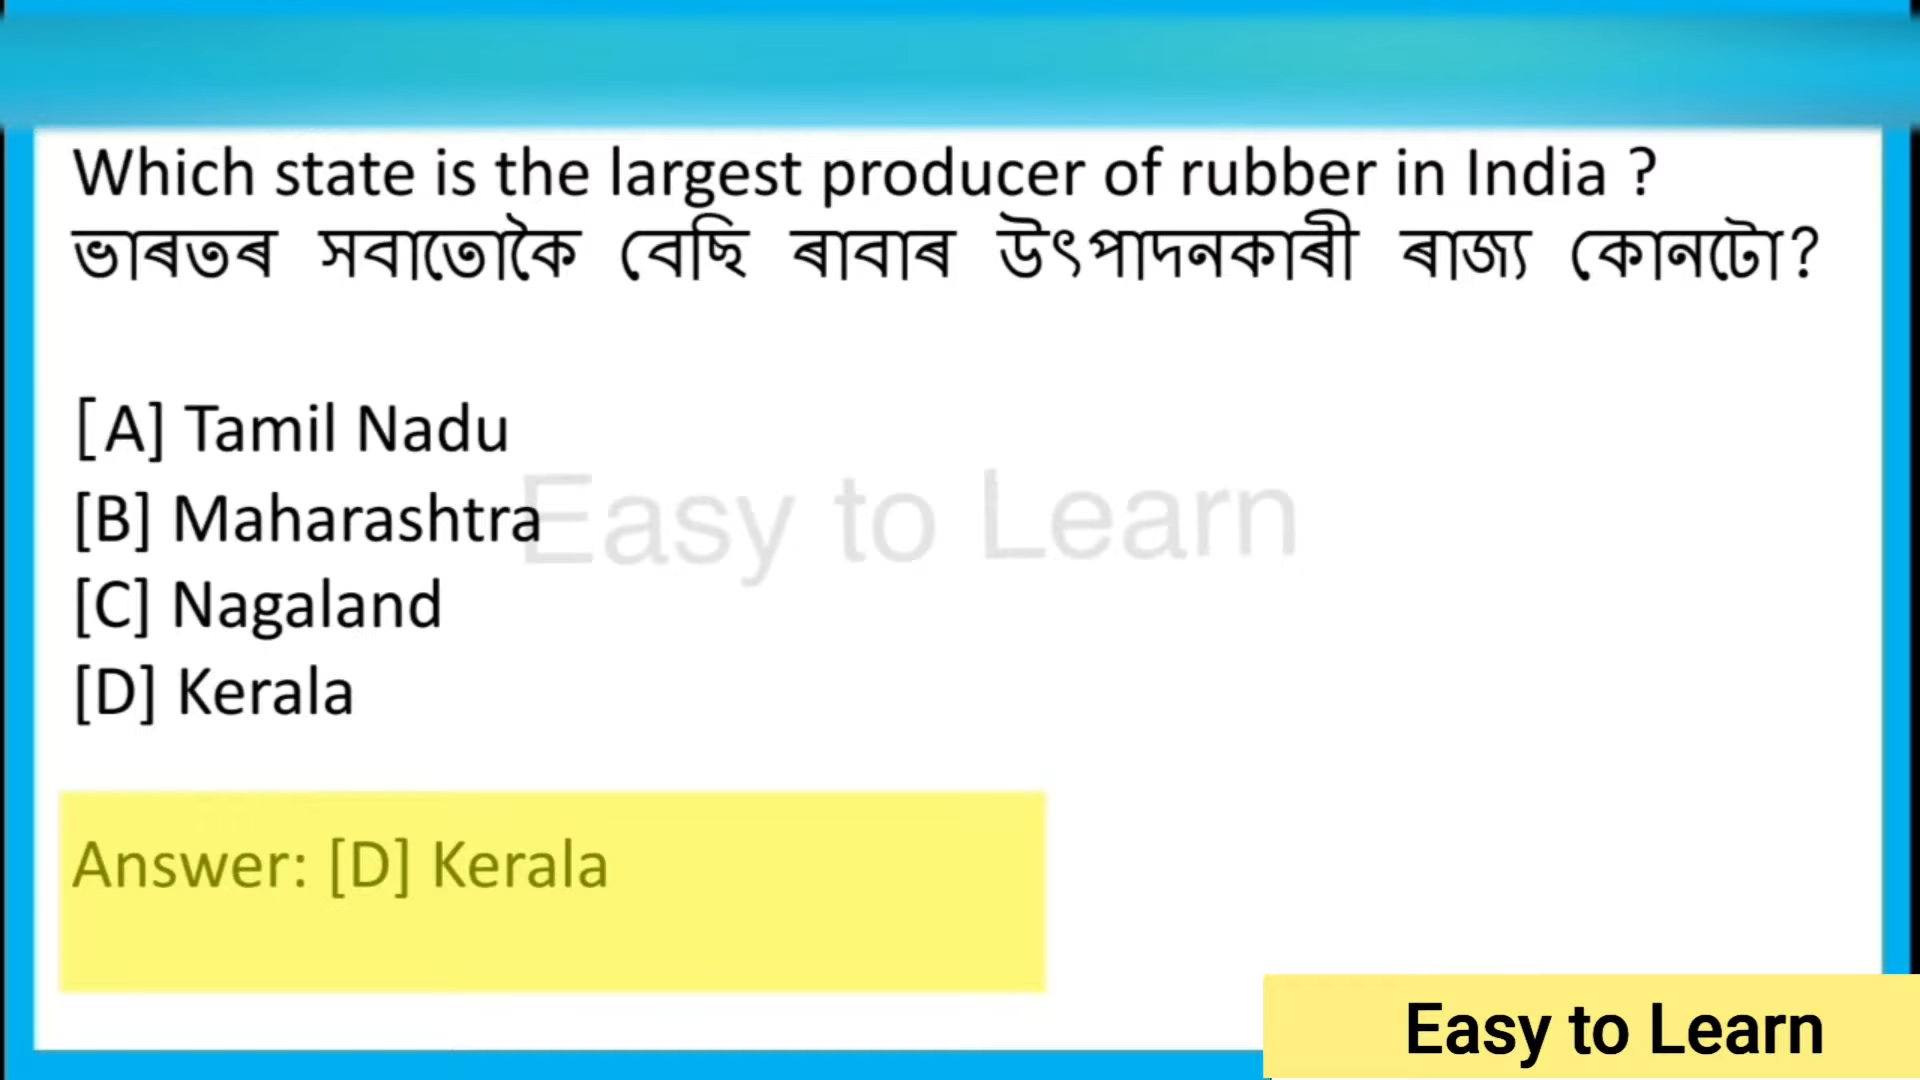 Which state is the largest producer of rubber in India ?
ভাৰতৰ সবাতোকৈ বেছি ৰাবাৰ উৎপাদনকাৰী ৰাজ্য কোনটো?
[A] Tamil Nadu
[B] Maharashtra
Easy to Learn
[C] Nagaland
[D] Kerala
Answer: [D] Kerala
Easy to Learn